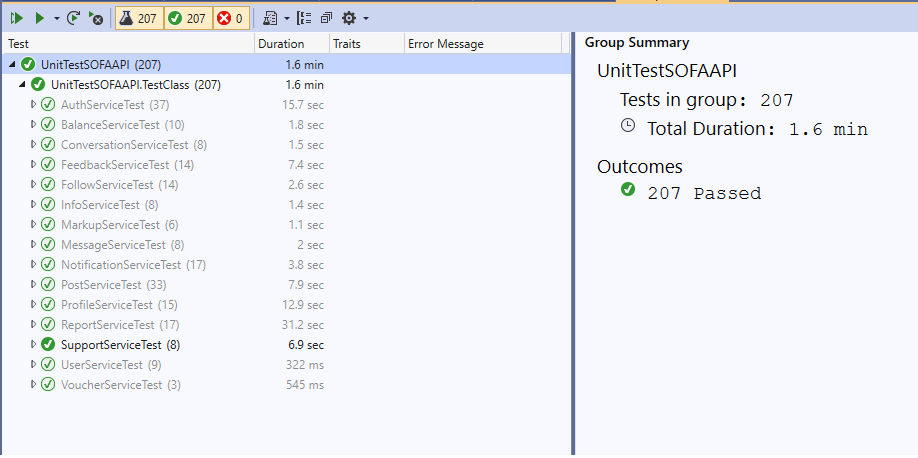 207 207 0
Test Duration Traits Error Message
UnitTestSOFAAPI (207) 1.6 min
UnitTestSOFAAPI.TestClass (207) 1.6 min
AuthServiceTest (37) 15.7 sec
BalanceServiceTest (10) 1.8 sec
ConversationServiceTest (8) 1.5 sec
FeedbackServiceTest (14) 7.4 sec
FollowServiceTest (14) 2.6 sec
InfoServiceTest (8) 1.4 sec
MarkupServiceTest (6) 1.1 sec
MessageServiceTest (8) 2 sec
NotificationServiceTest (17) 3.8 sec
PostServiceTest (33) 7.9 sec
ProfileServiceTest (15) 12.9 sec
ReportServiceTest (17) 31.2 sec
SupportServiceTest (8) 6.9 sec
UserServiceTest (9) 322 ms
VoucherServiceTest (3) 545 ms
Group Summary
UnitTestSOFAAPI
Tests in group: 207
Total Duration: 1.6 min
Outcomes
207 Passed